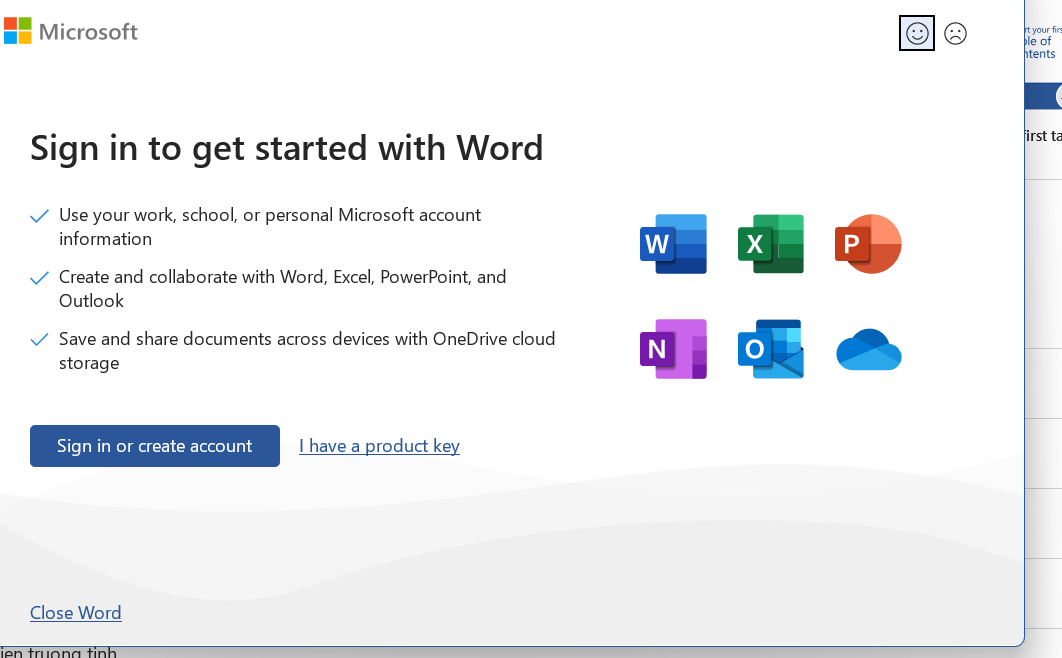 Microsoft
Sign in to get started with Word
Use your work, school, or personal Microsoft account
information
Create and collaborate with Word, Excel, PowerPoint, and
Outlook
Save and share documents across devices with OneDrive cloud
storage
W
X
P
N
O
Sign in or create account
I have a product key
Close Word
rt your firs
ble of
ntents
first ta
ien truong tinh